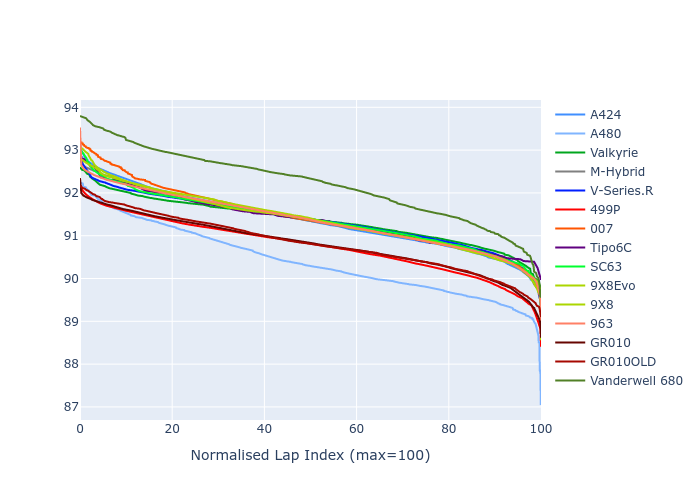 94
93
92
91
90
89
88
87
0 20 40 60 80 100
Normalised Lap Index (max=100)
A424
A480
Valkyrie
M-Hybrid
V-Series.R
499P
007
Tipo6C
SC63
9X8Evo
9X8
963
GR010
GR010OLD
Vanderwell 680